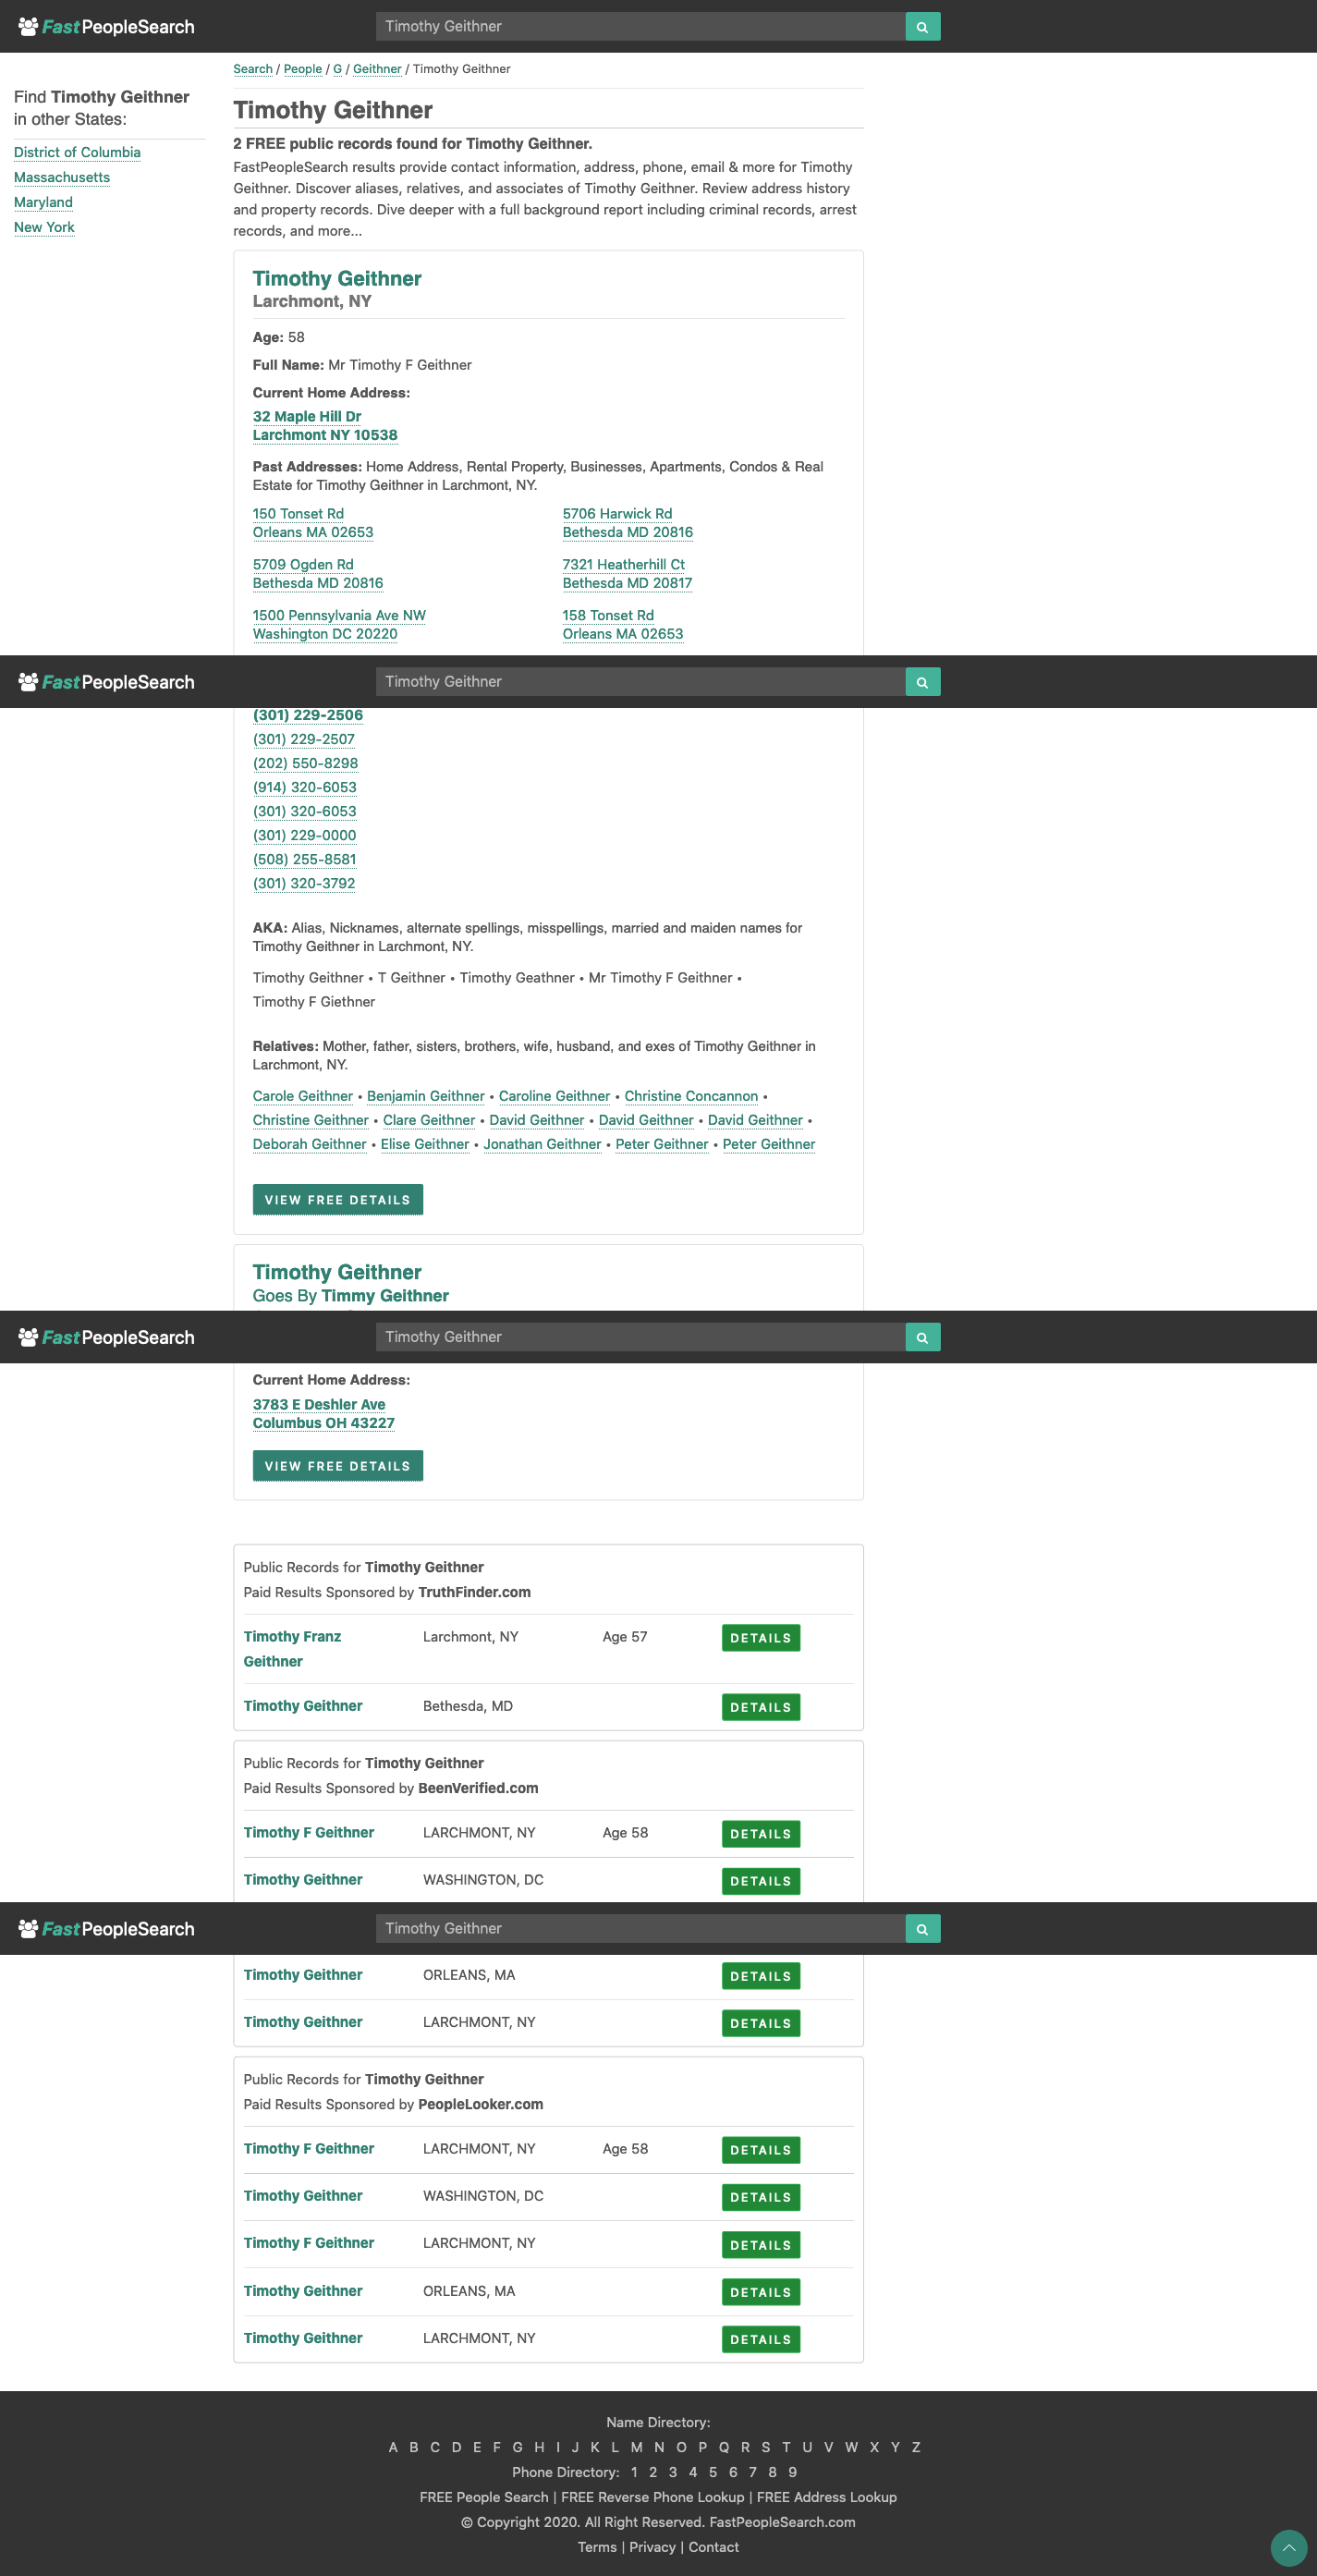 FastPeopleSearch
Timothy Geithner
Search / People / G / Geithner / Timothy Geithner
Find Timothy Geithner
in other States:
District of Columbia
Massachusetts
Maryland
New York
Timothy Geithner
2 FREE public records found for Timothy Geithner.
FastPeopleSearch results provide contact information, address, phone, email & more for Timothy
Geithner. Discover aliases, relatives, and associates of Timothy Geithner. Review address history
and property records. Dive deeper with a full background report including criminal records, arrest
records, and more...
Timothy Geithner
Larchmont, NY
Age: 58
Full Name: Mr Timothy F Geithner
Current Home Address:
32 Maple Hill Dr
Larchmont NY 10538
Past Addresses: Home Address, Rental Property, Businesses, Apartments, Condos & Real
Estate for Timothy Geithner in Larchmont, NY.
150 Tonset Rd
Orleans MA 02653
5706 Harwick Rd
Bethesda MD 20816
5709 Ogden Rd
Bethesda MD 20816
7321 Heatherhill Ct
Bethesda MD 20817
1500 Pennsylvania Ave NW
Washington DC 20220
158 Tonset Rd
Orleans MA 02653
FastPeopleSearch
Timothy Geithner
(301) 229-2506
(301) 229-2507
(202) 550-8298
(914) 320-6053
(301) 320-6053
(301) 229-0000
(508) 255-8581
(301) 320-3792
AKA: Alias, Nicknames, alternate spellings, misspellings, married and maiden names for
Timothy Geithner in Larchmont, NY.
Timothy Geithner • T Geithner • Timothy Geathner • Mr Timothy F Geithner •
Timothy F Giethner
Relatives: Mother, father, sisters, brothers, wife, husband, and exes of Timothy Geithner in
Larchmont, NY.
Carole Geithner • Benjamin Geithner • Caroline Geithner • Christine Concannon •
Christine Geithner • Clare Geithner • David Geithner • David Geithner • David Geithner •
Deborah Geithner • Elise Geithner • Jonathan Geithner • Peter Geithner • Peter Geithner
VIEW FREE DETAILS
Timothy Geithner
Goes By Timmy Geithner
FastPeopleSearch
Timothy Geithner
Current Home Address:
3783 E Deshler Ave
Columbus OH 43227
VIEW FREE DETAILS
Public Records for Timothy Geithner
Paid Results Sponsored by TruthFinder.com
Timothy Franz
Geithner
Larchmont, NY
Age 57
DETAILS
Timothy Geithner
Bethesda, MD
DETAILS
Public Records for Timothy Geithner
Paid Results Sponsored by BeenVerified.com
Timothy F Geithner
LARCHMONT, NY
Age 58
DETAILS
Timothy Geithner
WASHINGTON, DC
DETAILS
FastPeopleSearch
Timothy Geithner
Timothy Geithner
ORLEANS, MA
DETAILS
Timothy Geithner
LARCHMONT, NY
DETAILS
Public Records for Timothy Geithner
Paid Results Sponsored by PeopleLooker.com
Timothy F Geithner
LARCHMONT, NY
Age 58
DETAILS
Timothy Geithner
WASHINGTON, DC
DETAILS
Timothy F Geithner
LARCHMONT, NY
DETAILS
Timothy Geithner
ORLEANS, MA
DETAILS
Timothy Geithner
LARCHMONT, NY
DETAILS
Name Directory:
A B C D E F G H I J K L M N O P Q R S T U V W X Y Z
Phone Directory: 1 2 3 4 5 6 7 8 9
FREE People Search | FREE Reverse Phone Lookup | FREE Address Lookup
© Copyright 2020. All Right Reserved. FastPeopleSearch.com
Terms | Privacy | Contact